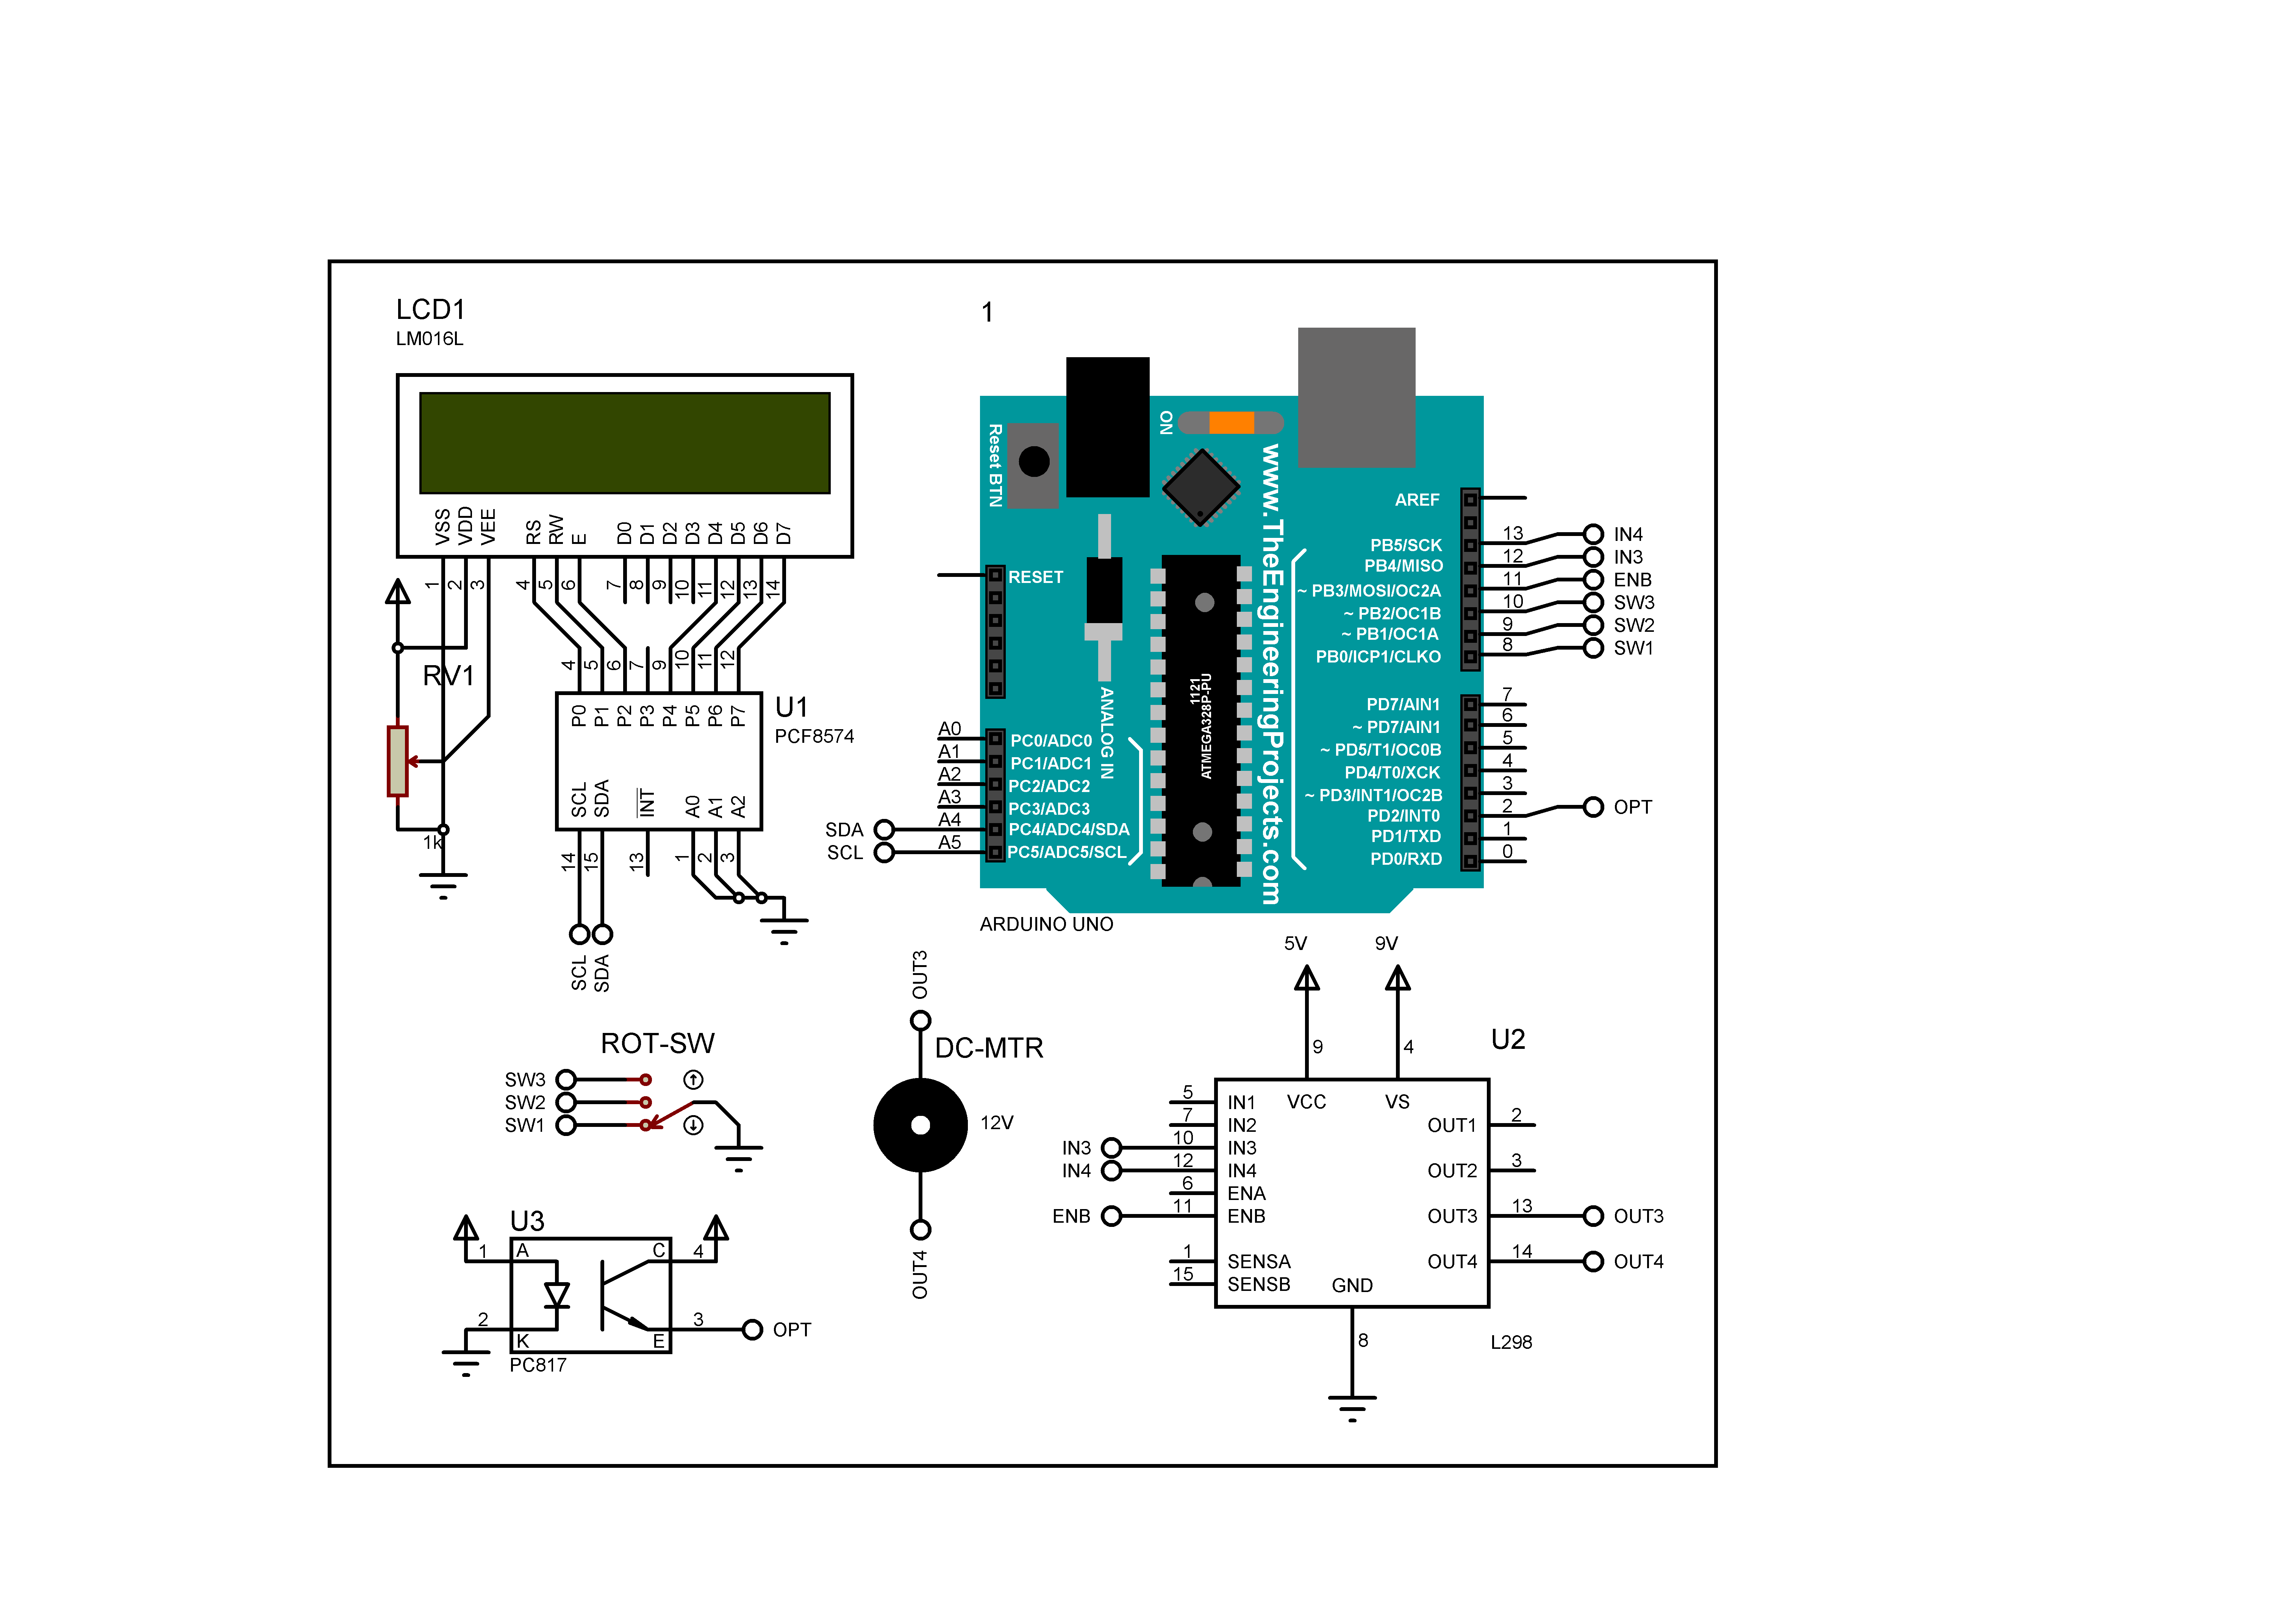 LCD1
LM016L
VSS
VDD
VEE
RS
RW
E
D0
D1
D2
D3
D4
D5
D6
D7
1
2
3
4
5
6
7
8
9
10
11
12
13
14
RV1
1k
4
5
6
7
9
10
11
12
P0
P1
P2
P3
P4
P5
P6
P7
U1
PCF8574
SCL
SDA
INT
A0
A1
A2
14
15
13
1
2
3
SCL
SDA
1
Reset BTN
ON
www.TheEngineeringProjects.com
RESET
ANALOG IN
1121
ATMEGA328P-PU
A0 PC0/ADC0
A1 PC1/ADC1
A2 PC2/ADC2
A3 PC3/ADC3
SDA A4 PC4/ADC4/SDA
SCL A5 PC5/ADC5/SCL
AREF
PB5/SCK 13 IN4
PB4/MISO 12 IN3
~ PB3/MOSI/OC2A 11 ENB
~ PB2/OC1B 10 SW3
~ PB1/OC1A 9 SW2
PB0/ICP1/CLKO 8 SW1
PD7/AIN1 7
~ PD7/AIN1 6
~ PD5/T1/OC0B 5
PD4/T0/XCK 4
~ PD3/INT1/OC2B 3
PD2/INT0 2 OPT
PD1/TXD 1
PD0/RXD 0
ARDUINO UNO
ROT-SW
SW3
SW2
SW1
OUT3
DC-MTR
12V
OUT4
U3
1 A C 4
2 K E 3 OPT
PC817
5V 9V
9 4
U2
VCC VS
5 IN1
7 IN2
IN3 10 IN3
IN4 12 IN4
6 ENA
ENB 11 ENB
1 SENSA
15 SENSB
OUT1 2
OUT2 3
OUT3 13 OUT3
OUT4 14 OUT4
GND
8
L298